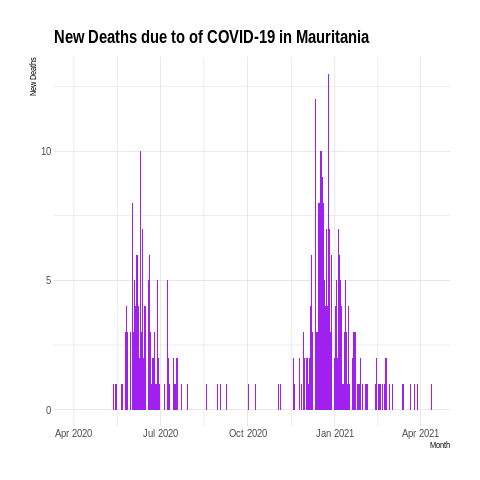 New Deaths due to of COVID-19 in Mauritania
New Deaths
10
5
0
Apr 2020 Jul 2020 Oct 2020 Jan 2021 Apr 2021
Month